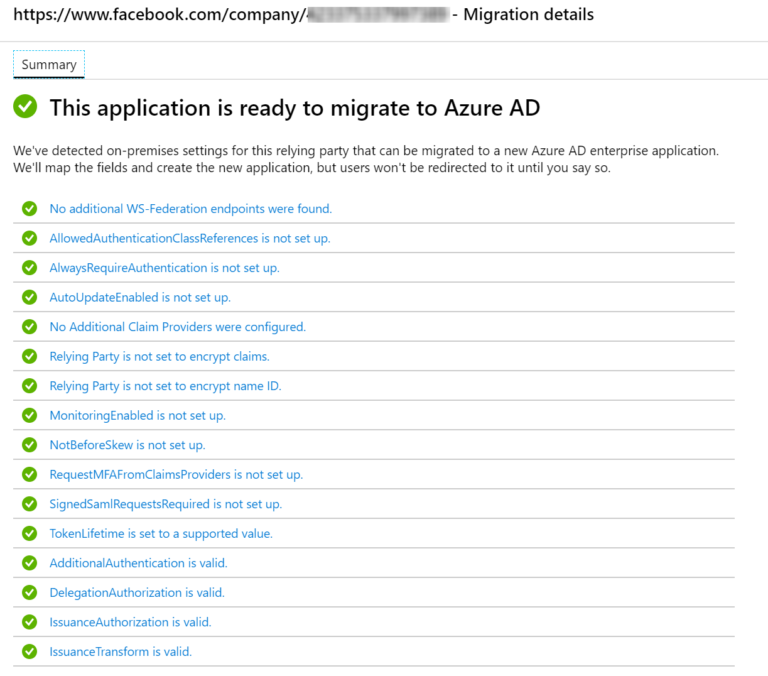 https://www.facebook.com/company/ - Migration details
Summary
This application is ready to migrate to Azure AD
We've detected on-premises settings for this relying party that can be migrated to a new Azure AD enterprise application.
We'll map the fields and create the new application, but users won't be redirected to it until you say so.
No additional WS-Federation endpoints were found.
AllowedAuthenticationClassReferences is not set up.
AlwaysRequireAuthentication is not set up.
AutoUpdateEnabled is not set up.
No Additional Claim Providers were configured.
Relying Party is not set to encrypt claims.
Relying Party is not set to encrypt name ID.
MonitoringEnabled is not set up.
NotBeforeSkew is not set up.
RequestMFAFromClaimsProviders is not set up.
SignedSamlRequestsRequired is not set up.
TokenLifetime is set to a supported value.
AdditionalAuthentication is valid.
DelegationAuthorization is valid.
IssuanceAuthorization is valid.
IssuanceTransform is valid.